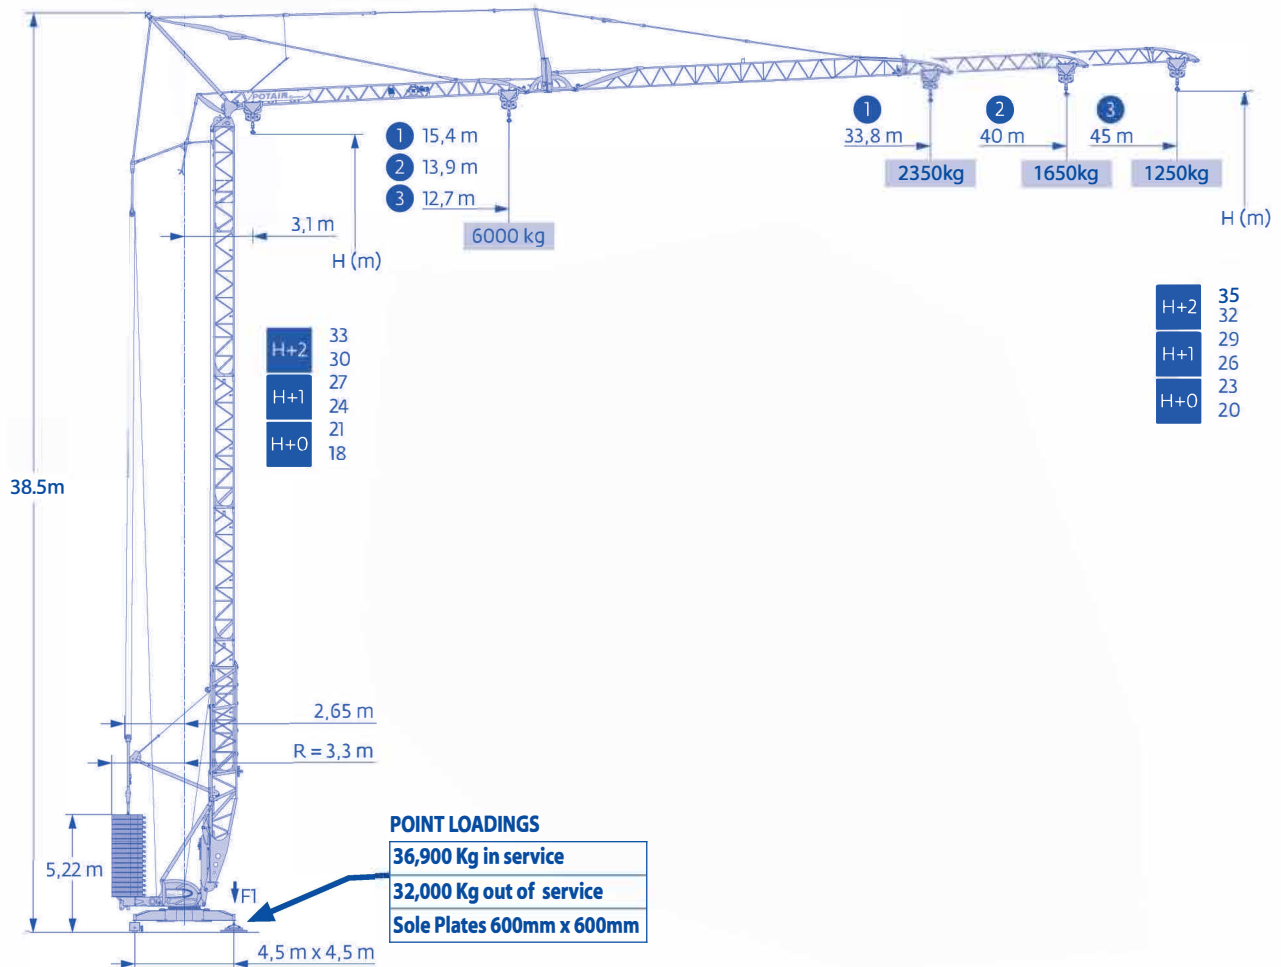 POTAIN
1 15,4 m
2 13,9 m
3 12,7 m
6000 kg
3,1 m
H (m)
1
33,8 m
2350kg
2
40 m
1650kg
3
45 m
1250kg
H (m)
H+2 33
30
H+1 27
24
H+0 21
18
H+2 35
32
H+1 29
26
H+0 23
20
38.5m
2,65 m
R = 3,3 m
5,22 m
F1
4,5 m x 4,5 m
POINT LOADINGS
36,900 Kg in service
32,000 Kg out of service
Sole Plates 600mm x 600mm